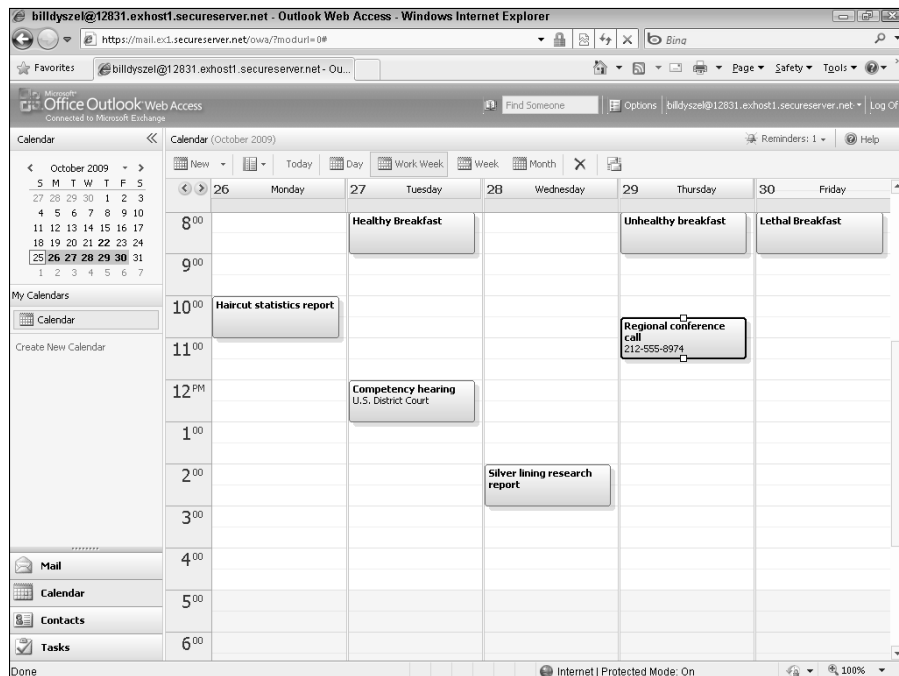 billdyszel@12831.exhost1.secureserver.net - Outlook Web Access - Windows Internet Explorer
https://mail.ex1.secureserver.net/owa/?modurl=0#
Bing
Favorites
billdyszel@12831.exhost1.secureserver.net - Ou...
Page
Safety
Tools
Microsoft
Office Outlook Web Access
Connected to Microsoft Exchange
Find Someone
Options
billdyszel@12831.exhost1.secureserver.net
Log Of
Calendar
Calendar (October 2009)
Reminders: 1
Help
October 2009
S M T W T F S
27 28 29 30 1 2 3
4 5 6 7 8 9 10
11 12 13 14 15 16 17
18 19 20 21 22 23 24
25 26 27 28 29 30 31
1 2 3 4 5 6 7
My Calendars
Calendar
Create New Calendar
New
Today
Day
Work Week
Week
Month
26 Monday
27 Tuesday
28 Wednesday
29 Thursday
30 Friday
8 00
Healthy Breakfast
Unhealthy breakfast
Lethal Breakfast
9 00
10 00
Haircut statistics report
Regional conference
call
212-555-8974
11 00
12 PM
Competency hearing
U.S. District Court
1 00
2 00
Silver lining research
report
3 00
4 00
5 00
6 00
Mail
Calendar
Contacts
Tasks
Done
Internet | Protected Mode: On
100%